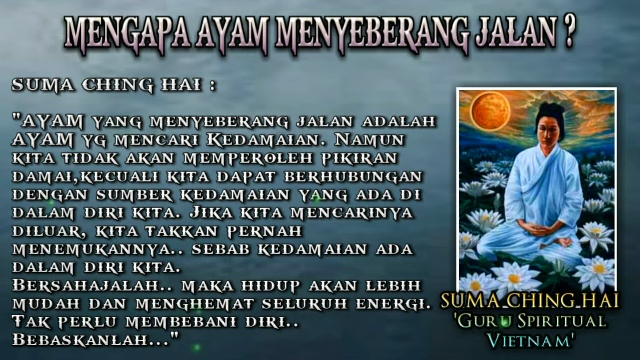 MENGAPA AYAM MENYEBERANG JALAN ?
SUMA CHING HAI :
"AYAM YANG MENYEBERANG JALAN ADALAH
AYAM YG MENCARI KEDAMAIAN. NAMUN
KITA TIDAK AKAN MEMPEROLEH PIKIRAN
DAMAI,KECUALI KITA DAPAT BERHUBUNGAN
DENGAN SUMBER KEDAMAIAN YANG ADA DI
DALAM DIRI KITA. JIKA KITA MENCARINYA
DILUAR, KITA TAKKAN PERNAH
MENEMUKANNYA.. SEBAB KEDAMAIAN ADA
DALAM DIRI KITA.
BERSAHAJALAH.. MAKA HIDUP AKAN LEBIH
MUDAH DAN MENGHEMAT SELURUH ENERGI.
TAK PERLU MEMBEBANI DIRI..
BEBASKANLAH..."
SUMA CHING HAI
'GURU SPIRITUAL
VIETNAM'